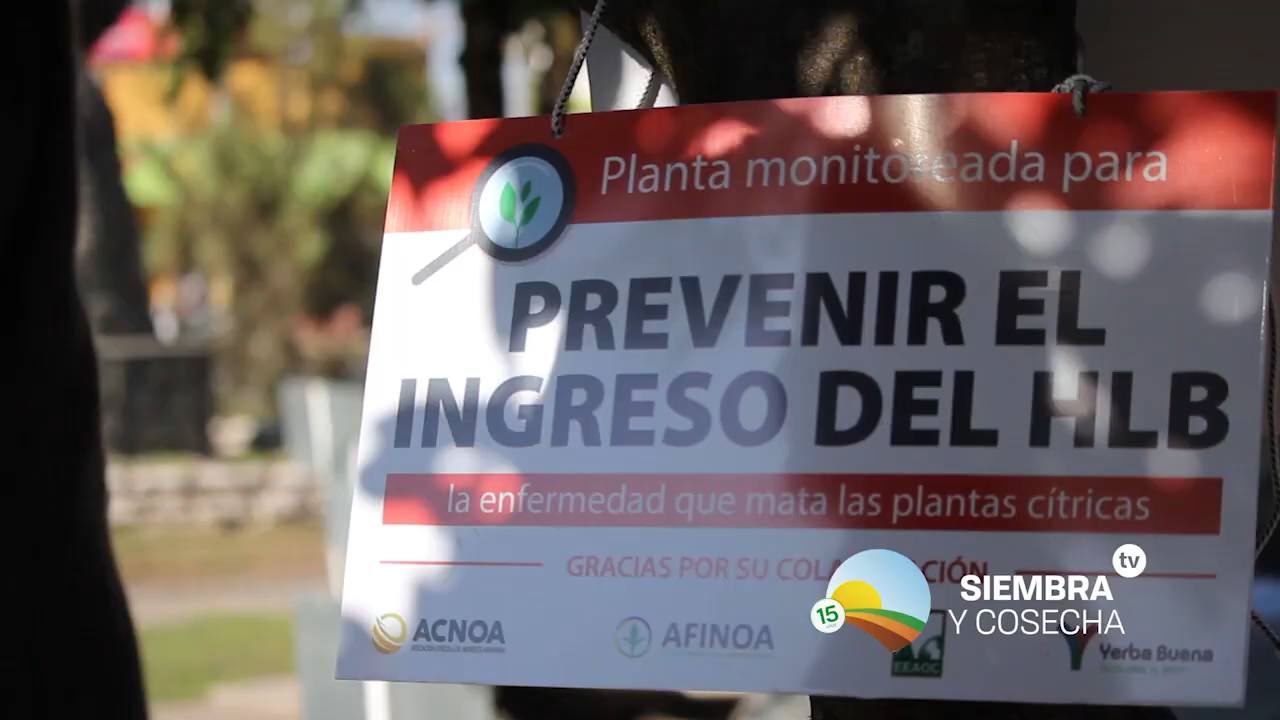 Planta monitoreada para
PREVENIR EL
INGRESO DEL HLB
la enfermedad que mata las plantas cítricas
GRACIAS POR SU
ACNOA
AFINOA
EEAOC
Yerba Buena
15
SIEMBRA tv
Y COSECHA